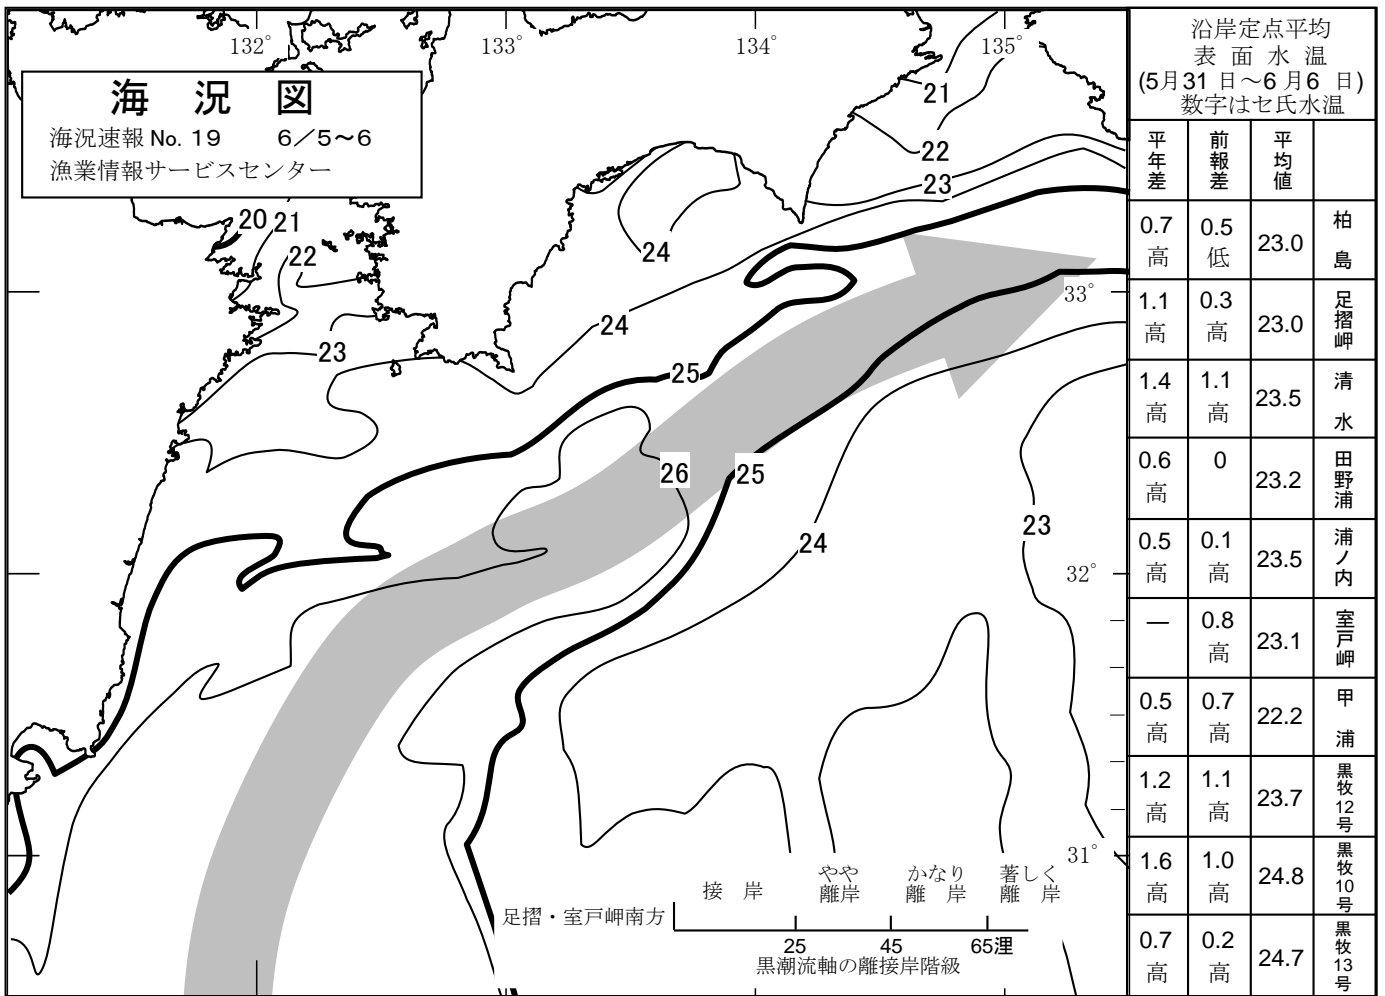 海 況 図
海況速報 No. 19 6/5～6
漁業情報サービスセンター
132° 133° 134° 135°
33°
32°
31°
21
22
23
20 21
22
24
24
23
25
26 25
24
23
接 岸
やや
離岸
かなり
離 岸
著しく
離 岸
足摺・室戸岬南方
25 45 65浬
黒潮流軸の離接岸階級
沿岸定点平均
表 面 水 温
(5月31 日～6 月6 日)
数字はセ氏水温
平年差 前報差 平均値
0.7高 0.5低 23.0 柏 島
1.1高 0.3高 23.0 足摺岬
1.4高 1.1高 23.5 清 水
0.6高 0 23.2 田野浦
0.5高 0.1高 23.5 浦ノ内
― 0.8高 23.1 室戸岬
0.5高 0.7高 22.2 甲 浦
1.2高 1.1高 23.7 黒牧12号
1.6高 1.0高 24.8 黒牧10号
0.7高 0.2高 24.7 黒牧13号